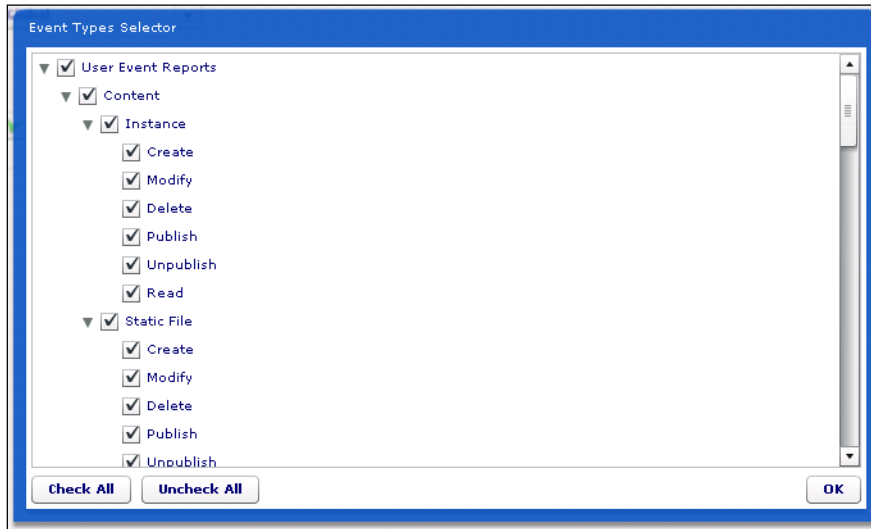 Event Types Selector
User Event Reports
Content
Instance
Create
Modify
Delete
Publish
Unpublish
Read
Static File
Create
Modify
Delete
Publish
Unpublish
Check All Uncheck All OK